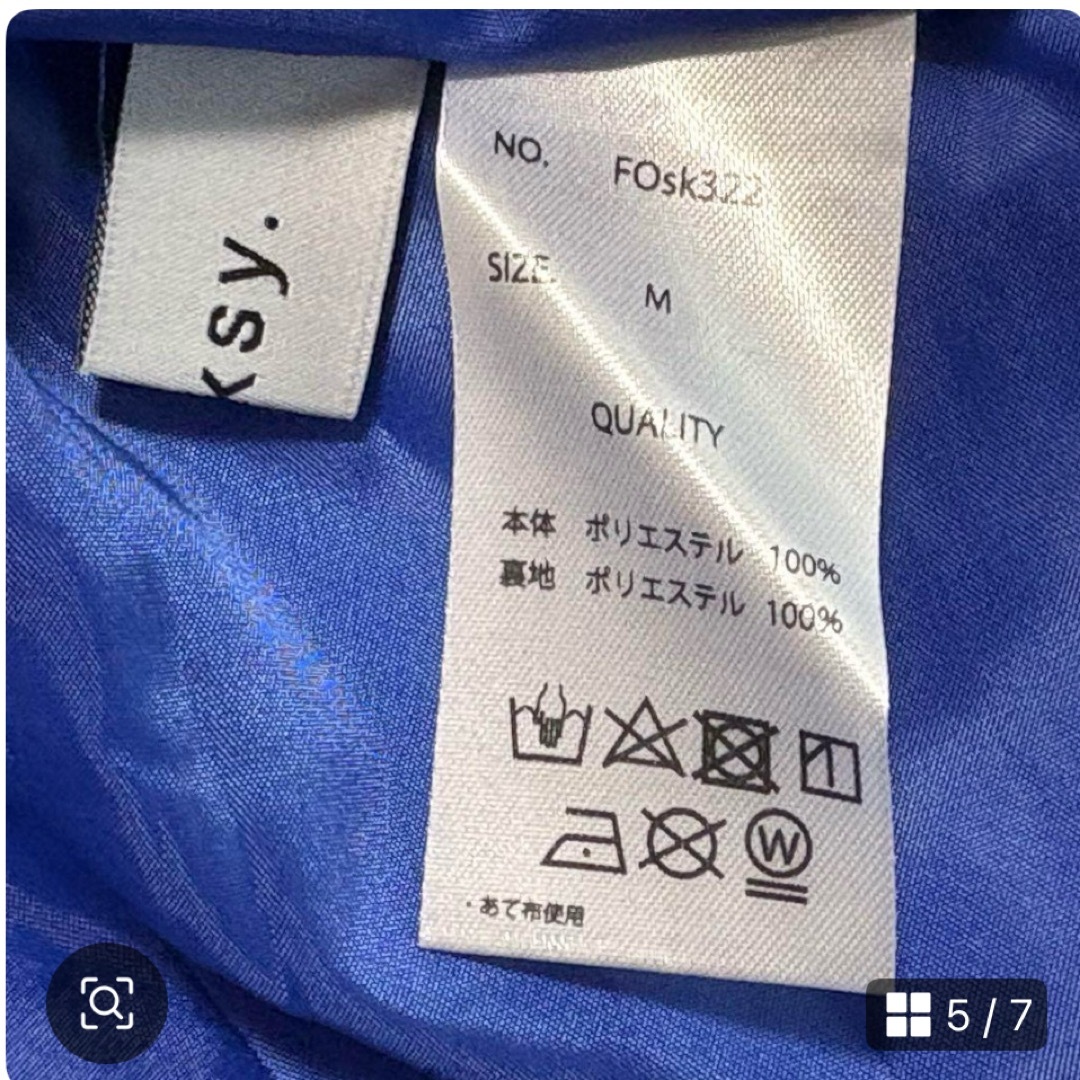 ksy.
NO. FOsk322
SIZE. M
QUALITY
本体 ポリエステル 100%
裏地 ポリエステル 100%
W
・あて布使用
5 / 7